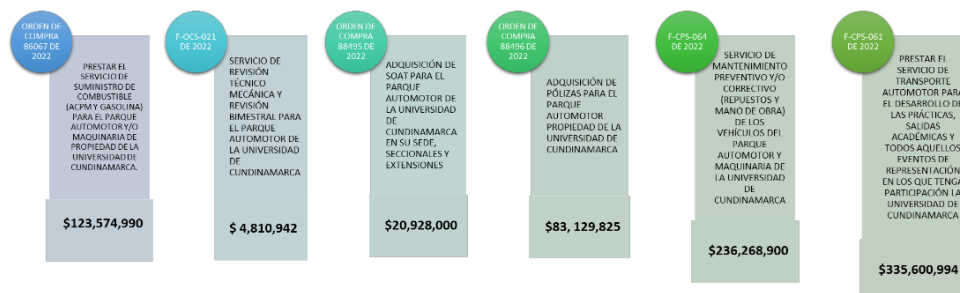 ORDEN DE
COMPRA
86067 DE
2022
PRESTAR EL
SERVICIO DE
SUMINISTRO DE
COMBUSTIBLE
(ACPM Y GASOLINA)
PARA EL PARQUE
AUTOMOTOR Y/O
MAQUINARIA DE
PROPIEDAD DE LA
UNIVERSIDAD DE
CUNDINAMARCA.
$123,574,990
F-OCS-021
DE 2022
SERVICIO DE
REVISIÓN
TÉCNICO
MECÁNICA Y
REVISIÓN
BIMESTRAL PARA
EL PARQUE
AUTOMOTOR DE
LA UNIVERSIDAD
DE
CUNDINAMARCA
$ 4,810,942
ORDEN DE
COMPRA
88495 DE
2022
ADQUISICIÓN DE
SOAT PARA EL
PARQUE
AUTOMOTOR DE
LA UNIVERSIDAD
DE
CUNDINAMARCA
EN SU SEDE,
SECCIONALES Y
EXTENSIONES
$20,928,000
ORDEN DE
COMPRA
88496 DE
2022
ADQUISICIÓN DE
PÓLIZAS PARA EL
PARQUE
AUTOMOTOR
PROPIEDAD DE LA
UNIVERSIDAD DE
CUNDINAMARCA
$83, 129,825
F-CPS-064
DE 2022
SERVICIO DE
MANTENIMIENTO
PREVENTIVO Y/O
CORRECTIVO
(REPUESTOS Y
MANO DE OBRA)
DE LOS
VEHÍCULOS DEL
PARQUE
AUTOMOTOR Y
MAQUINARIA DE
LA UNIVERSIDAD
DE
CUNDINAMARCA
$236,268,900
F-CPS-061
DE 2022
PRESTAR EL
SERVICIO DE
TRANSPORTE
AUTOMOTOR PARA
EL DESARROLLO DE
LAS PRÁCTICAS,
SALIDAS
ACADÉMICAS Y
TODOS AQUELLOS
EVENTOS DE
REPRESENTACIÓN
EN LOS QUE TENGA
PARTICIPACIÓN LA
UNIVERSIDAD DE
CUNDINAMARCA
$335,600,994